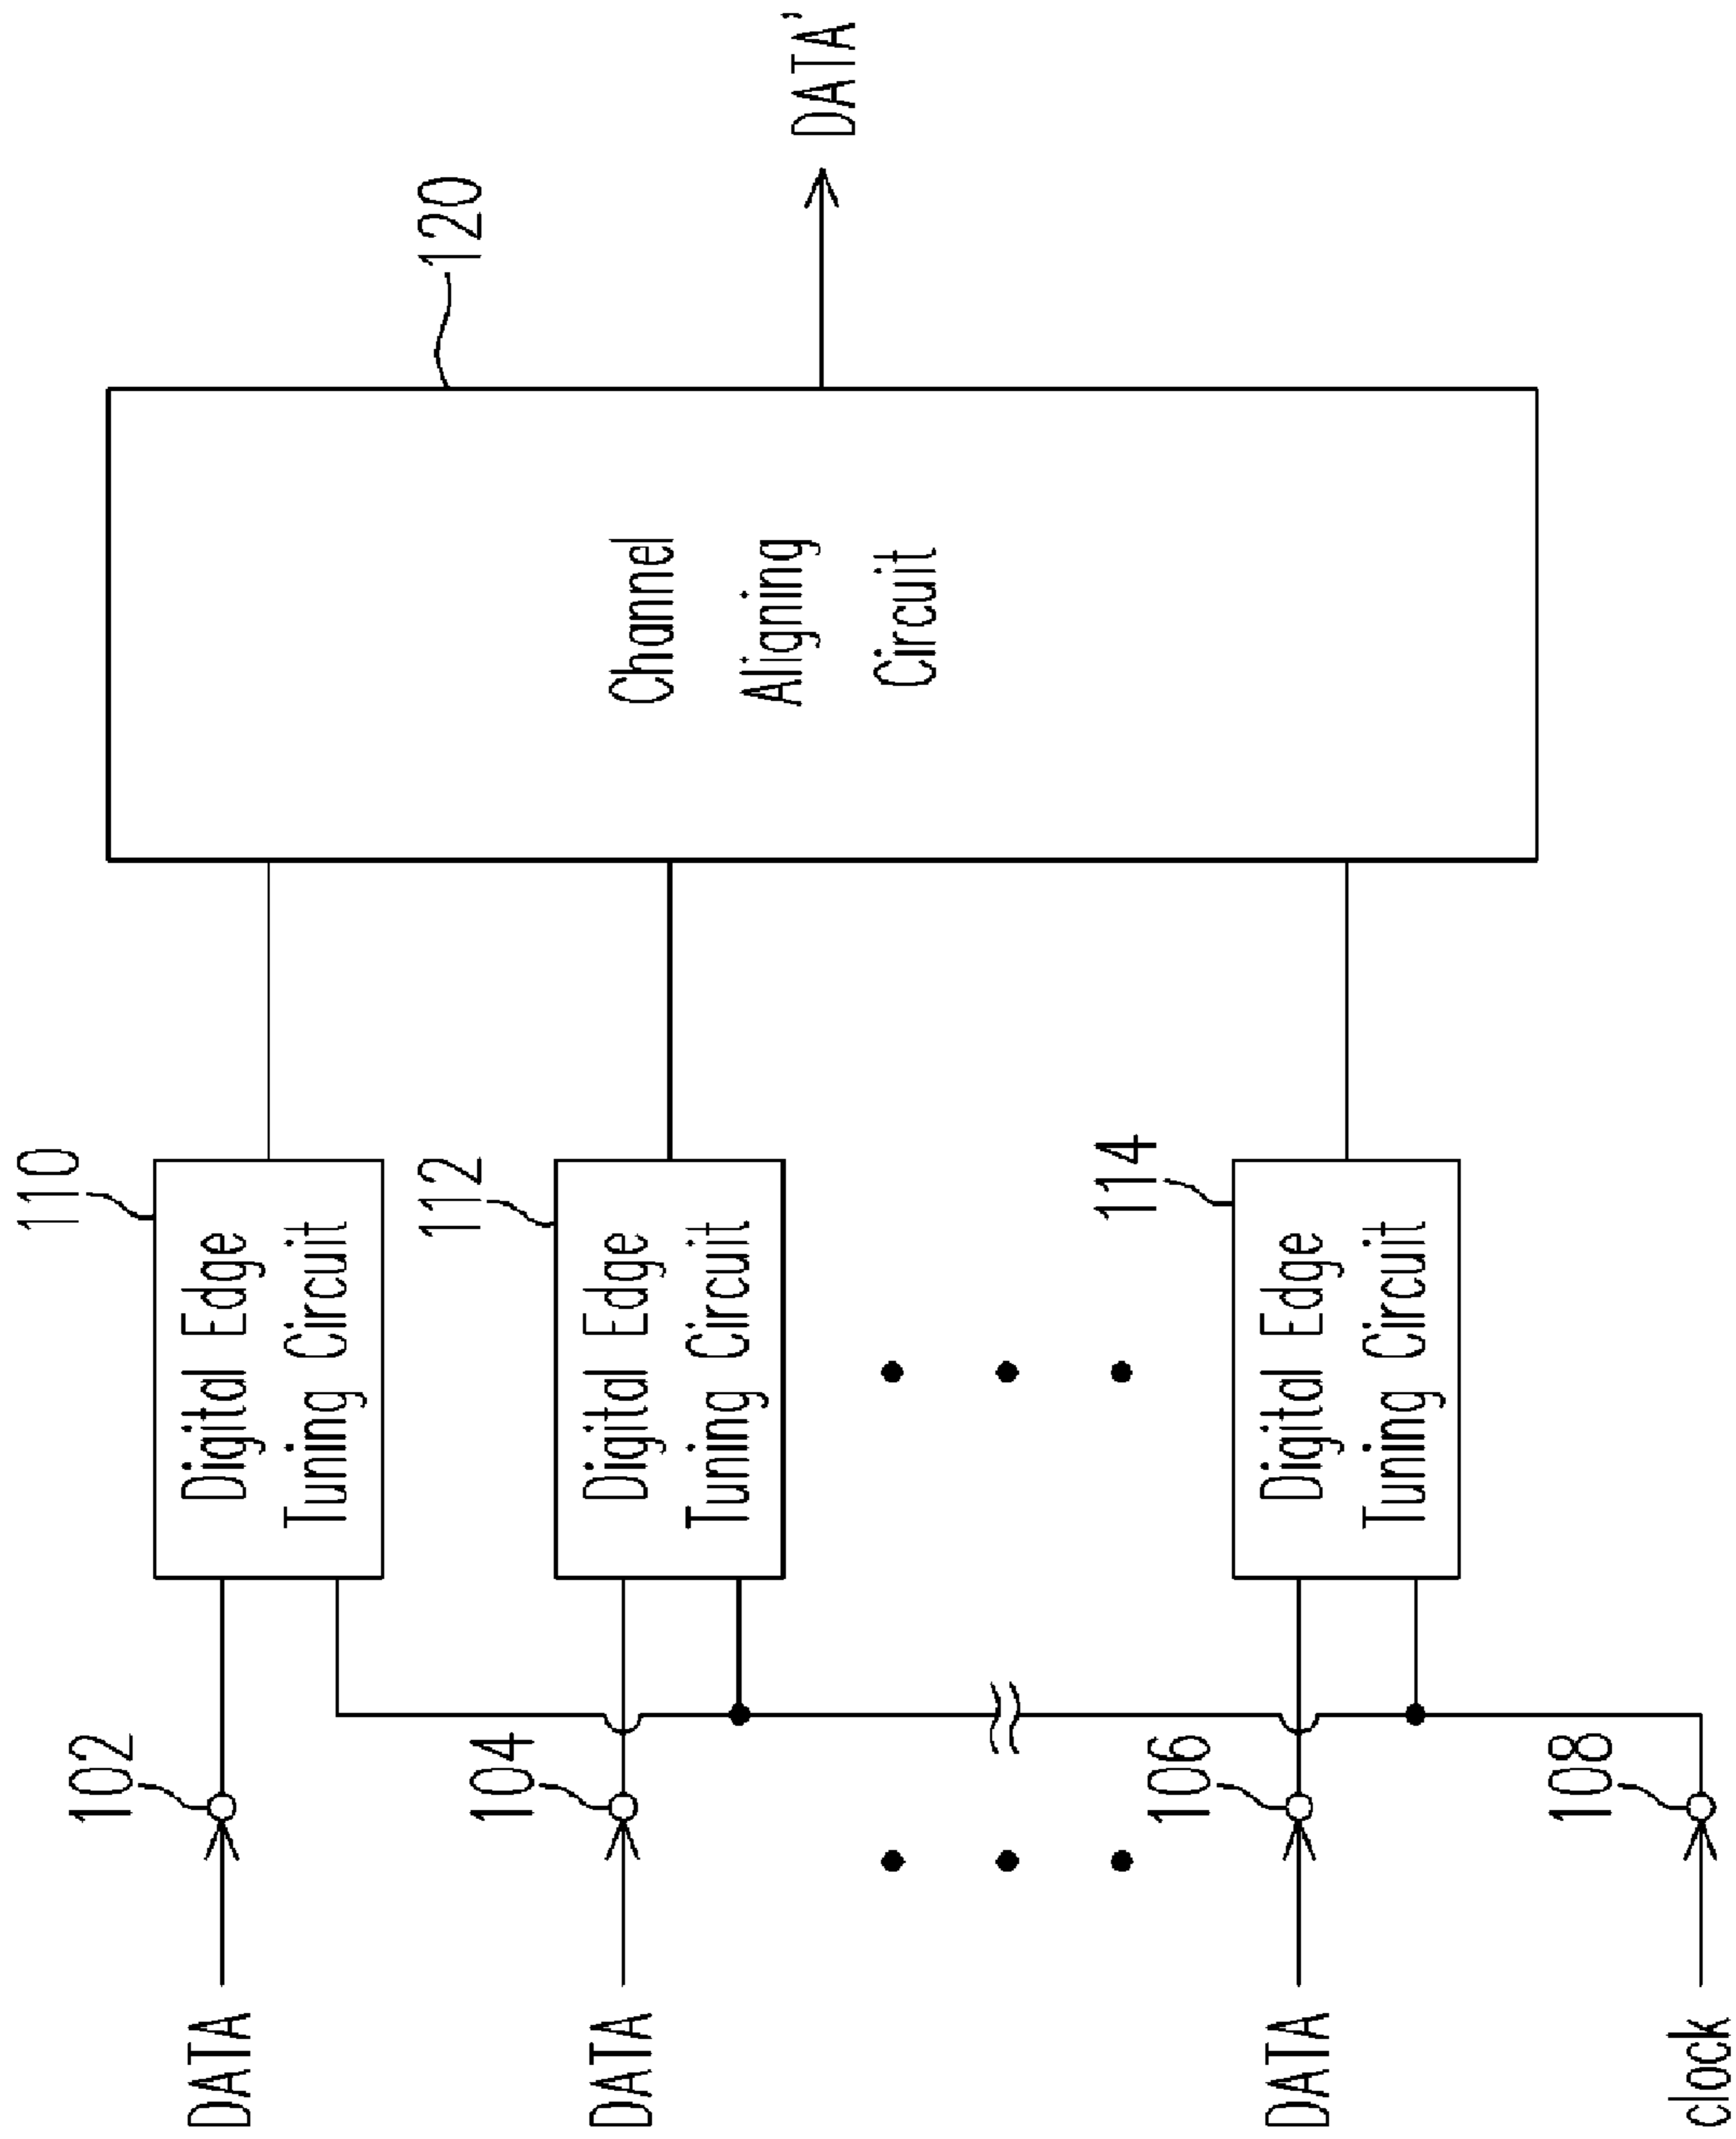 110
DATA
102
Digital Edge
Tuning Circuit
112
DATA
104
Digital Edge
Tuning Circuit
114
DATA
106
Digital Edge
Tuning Circuit
clock
108
Channel
Aligning
Circuit
120
DATA'